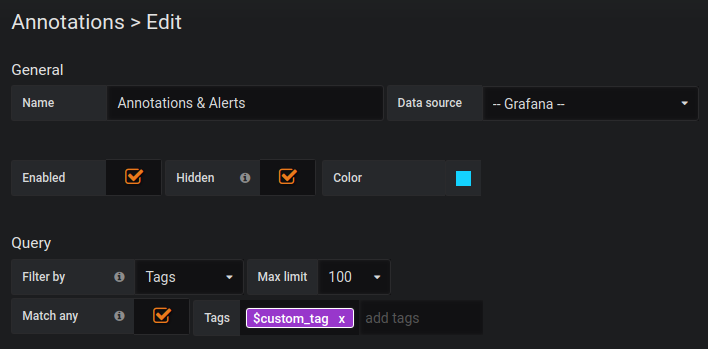 Annotations > Edit
General
Name Annotations & Alerts Data source -- Grafana --
Enabled Hidden Color
Query
Filter by Tags Max limit 100
Match any Tags $custom_tag x add tags